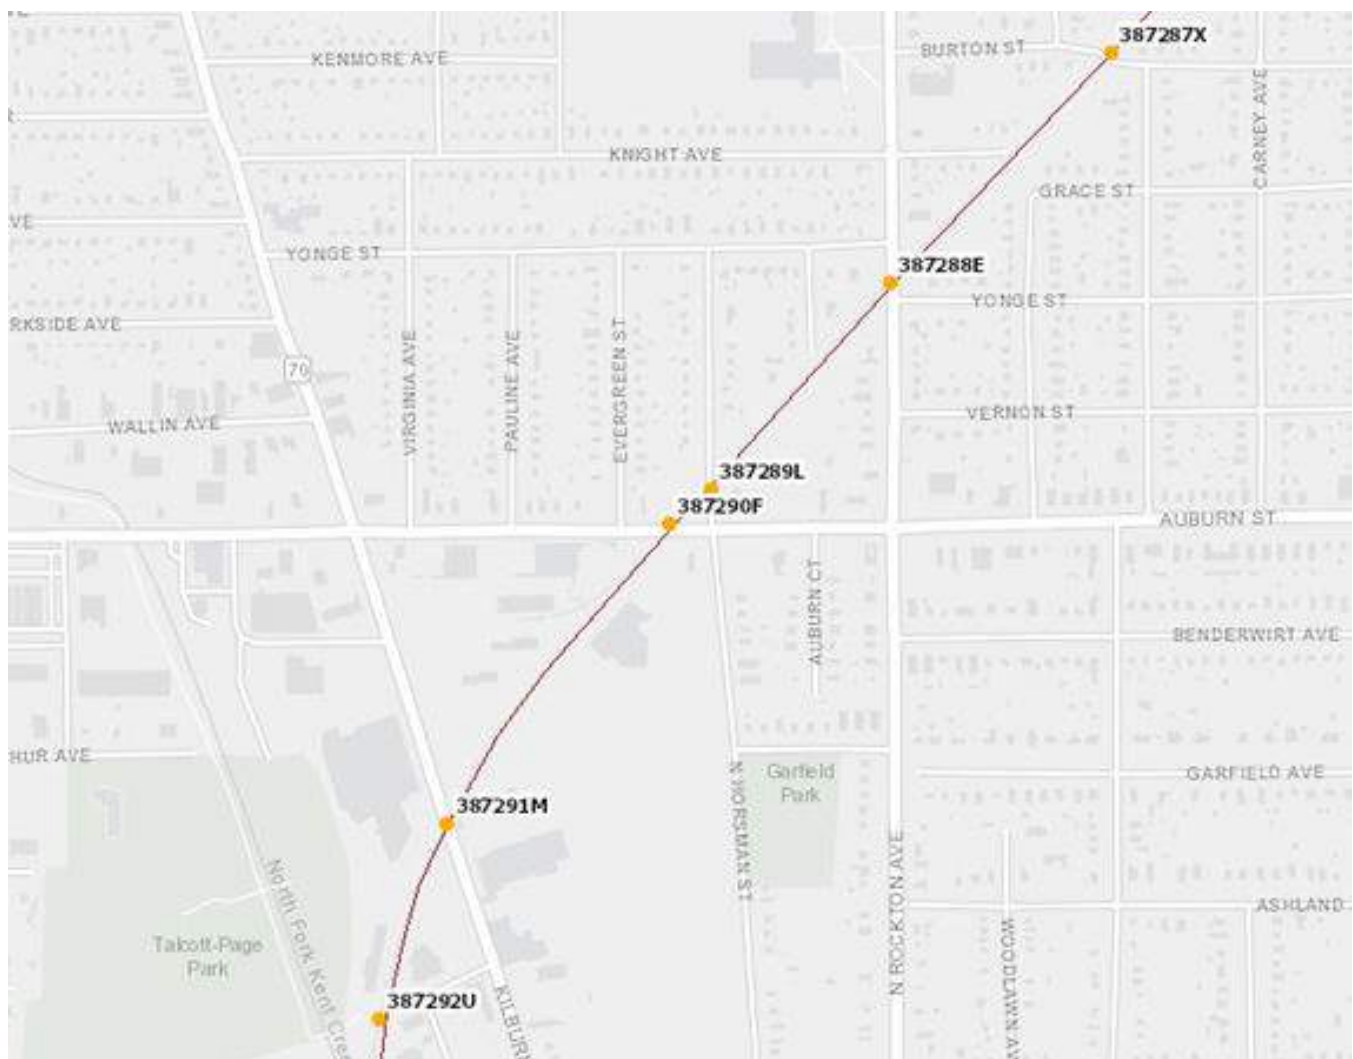 387287X
BURTON ST
KENMORE AVE
CARNEY AVE
KNIGHT AVE
GRACE ST
VE
YONGE ST
387288E
YONGE ST
RKSIDE AVE
VIRGINIA AVE
PAULINE AVE
EVERGREEN ST
70
WALLIN AVE
VERNON ST
387289L
387290F
AUBURN ST
AUBURN CT
BENDERWIRT AVE
HUR AVE
Garfield
Park
GARFIELD AVE
N HORSMAN ST
387291M
N ROCKTON AVE
North Fork Kent Cree
ASHLAND
WOODLAWN AV
Talcott-Page
Park
387292U
KILBURN